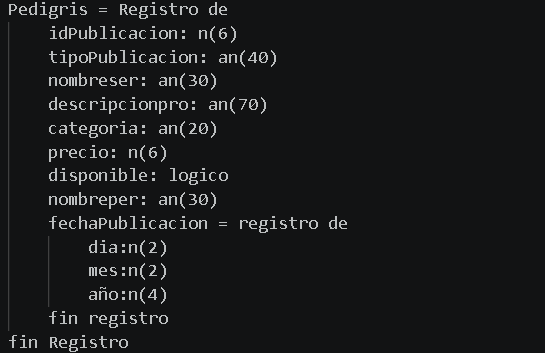 Pedigris = Registro de
idPublicacion: n(6)
tipoPublicacion: an(40)
nombreser: an(30)
descripcionpro: an(70)
categoria: an(20)
precio: n(6)
disponible: logico
nombreper: an(30)
fechaPublicacion = registro de
dia:n(2)
mes:n(2)
año:n(4)
fin registro
fin Registro